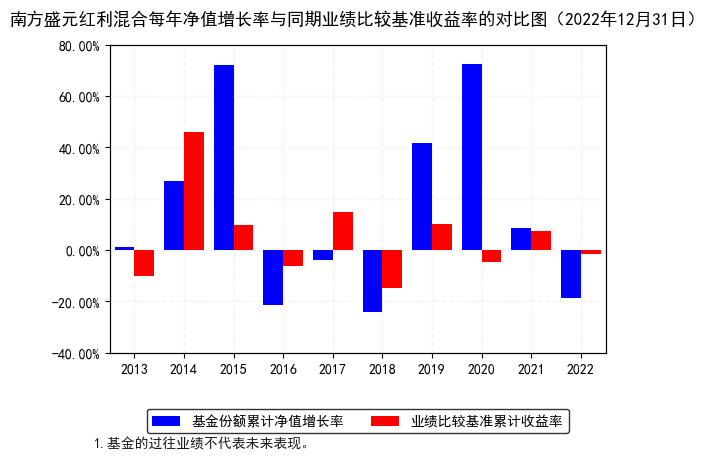 南方盛元红利混合每年净值增长率与同期业绩比较基准收益率的对比图（2022年12月31日）
80.00%
60.00%
40.00%
20.00%
0.00%
-20.00%
-40.00%
2013 2014 2015 2016 2017 2018 2019 2020 2021 2022
基金份额累计净值增长率 业绩比较基准累计收益率
1.基金的过往业绩不代表未来表现。